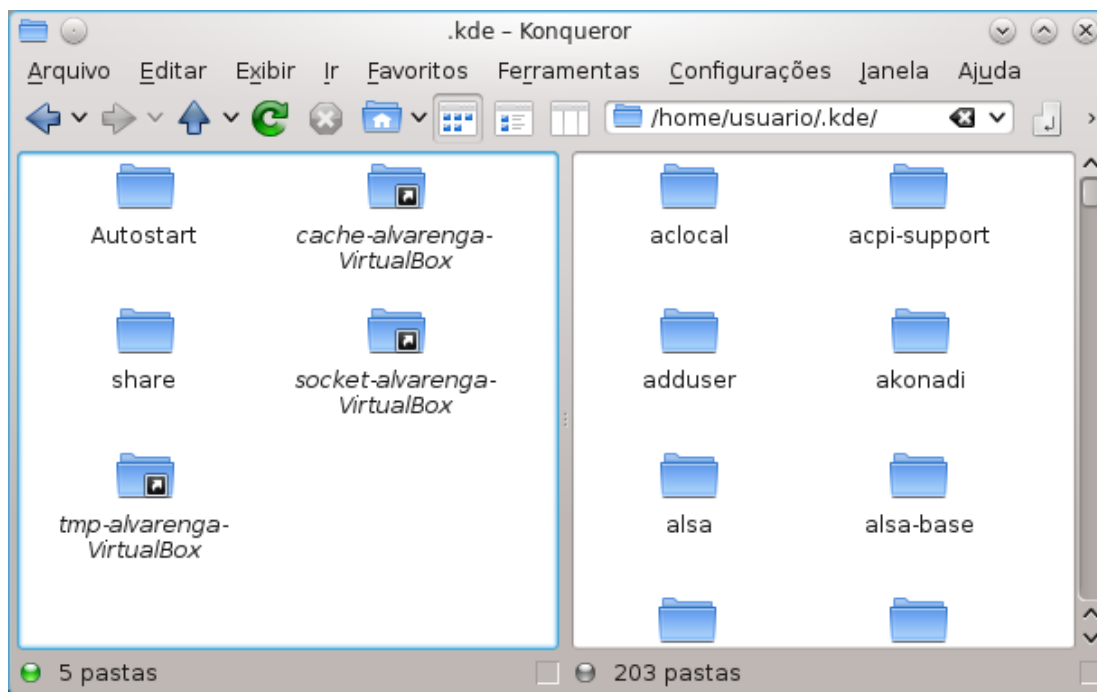 .kde – Konqueror
Arquivo Editar Exibir Ir Favoritos Ferramentas Configurações Janela Ajuda
/home/usuario/.kde/
Autostart
cache-alvarenga-
VirtualBox
share
socket-alvarenga-
VirtualBox
tmp-alvarenga-
VirtualBox
5 pastas
aclocal
acpi-support
adduser
akonadi
alsa
alsa-base
203 pastas